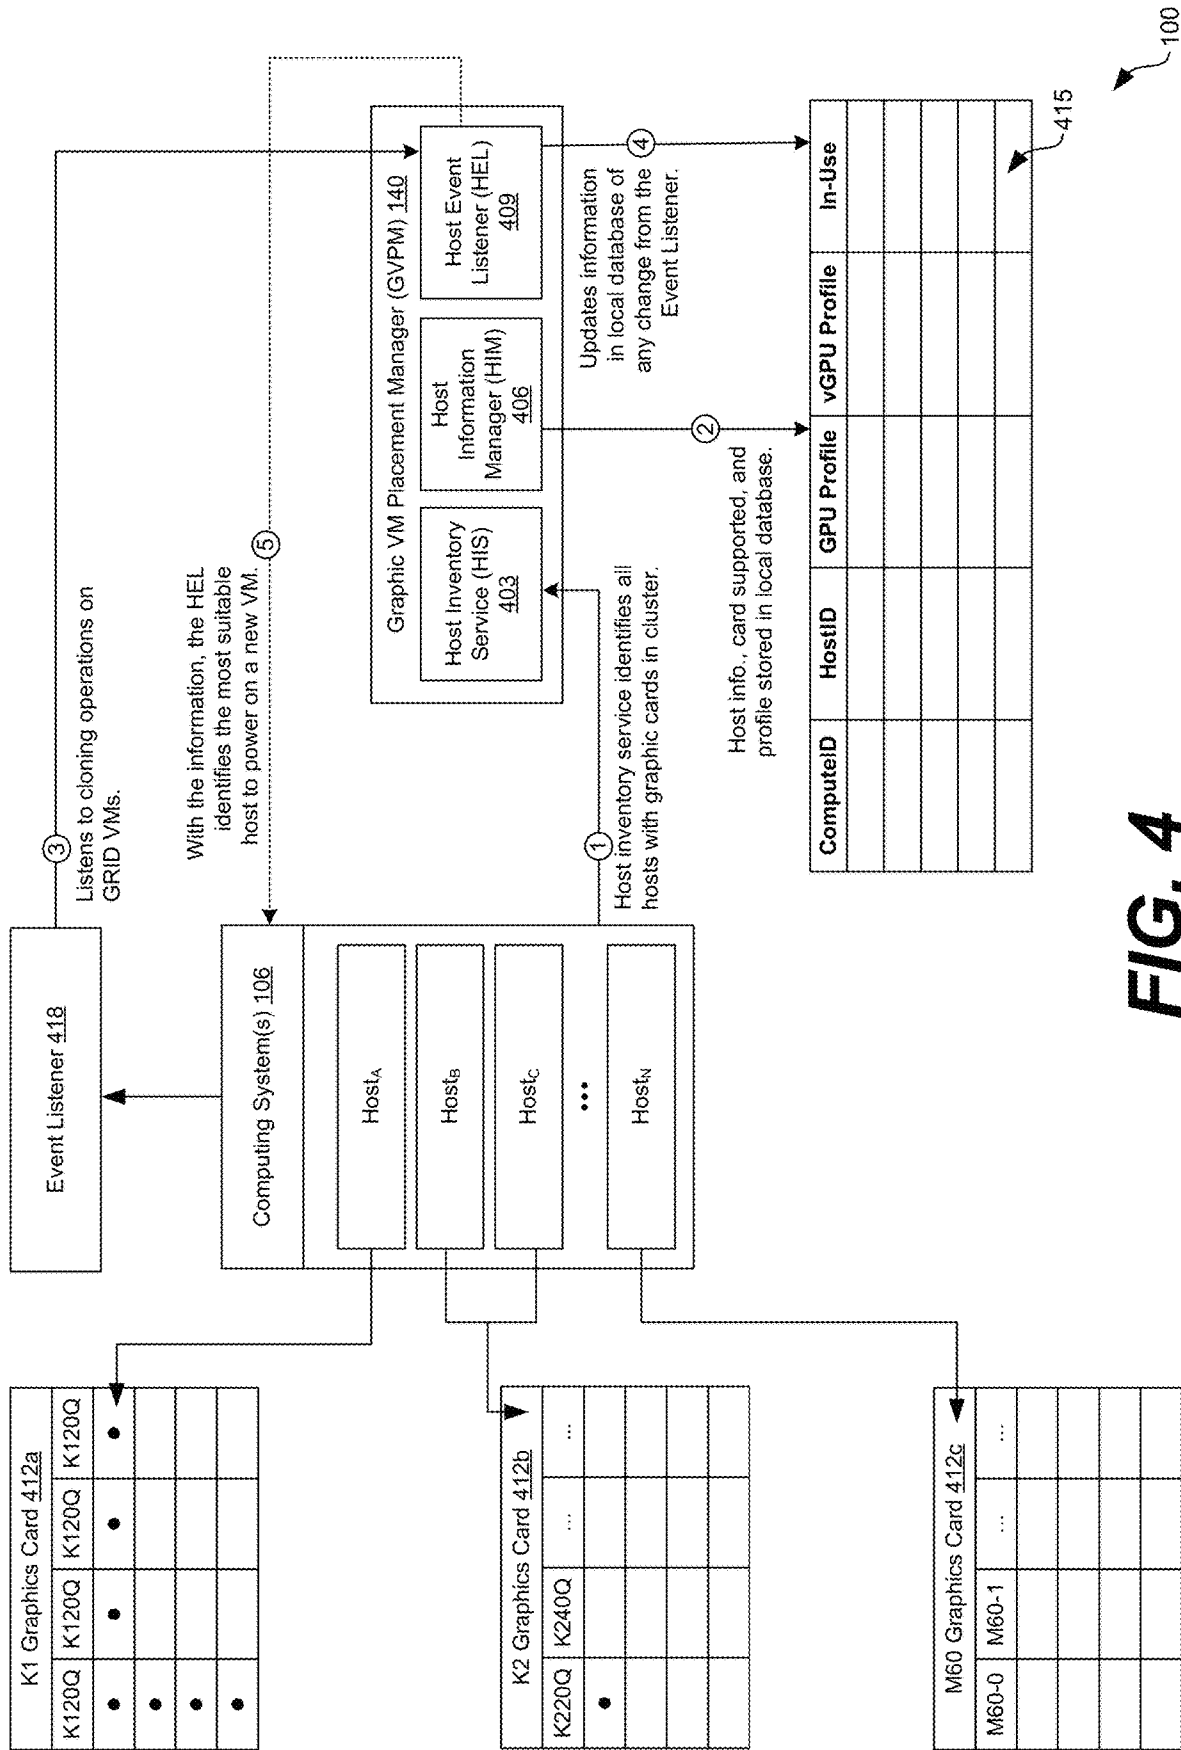 K1 Graphics Card 412a
K120Q K120Q K120Q K120Q
K2 Graphics Card 412b
K220Q K240Q ... ...
M60 Graphics Card 412c
M60-0 M60-1 ... ...
Event Listener 418
Computing System(s) 106
Host_A
Host_B
Host_C
•••
Host_N
3
Listens to cloning operations on
GRID VMs.
5
With the information, the HEL
identifies the most suitable
host to power on a new VM.
Graphic VM Placement Manager (GVPM) 140
Host Inventory
Service (HIS)
403
Host
Information
Manager (HIM)
406
Host Event
Listener (HEL)
409
1
Host inventory service identifies all
hosts with graphic cards in cluster.
2
Host info., card supported, and
profile stored in local database.
4
Updates information
in local database of
any change from the
Event Listener.
ComputeID HostID GPU Profile vGPU Profile In-Use
415
100
FIG. 4